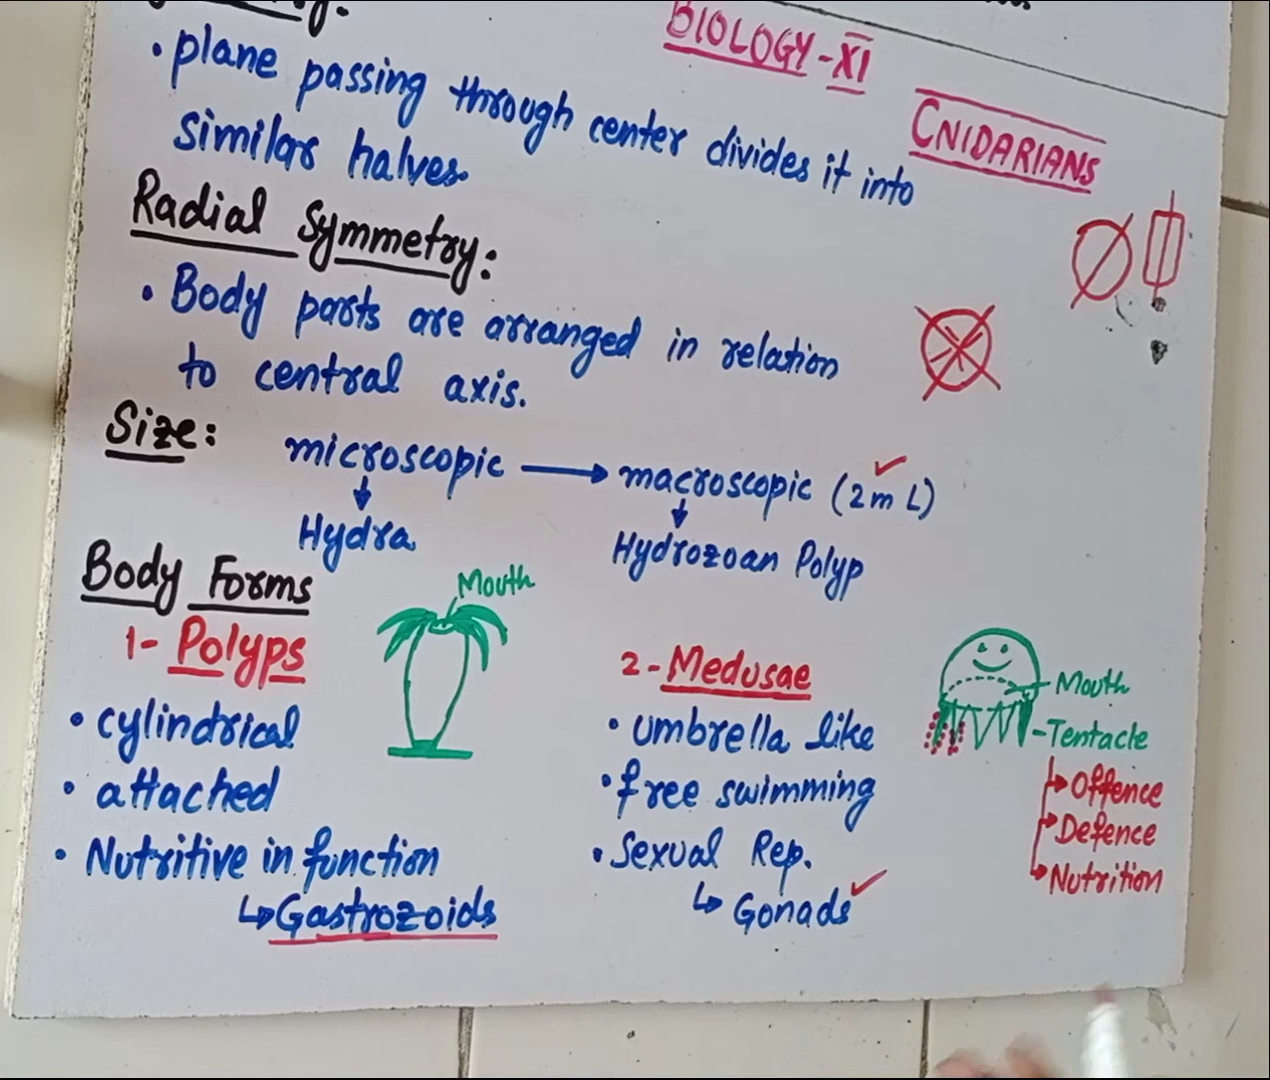 BIOLOGY-XI
CNIDARIANS
• plane passing through center divides it into
similar halves.
Radial Symmetry:
• Body parts are arranged in relation
to central axis.
Size: microscopic → macroscopic (2m L)
Hydra
Hydrozoan Polyp
Body Forms
Mouth
1- Polyps
• cylindrical
• attached
• Nutritive in function
↳ Gastrozoids
2- Medusae
• umbrella like
• free swimming
• Sexual Rep.
↳ Gonads
Mouth
Tentacle
Offence
Defence
Nutrition